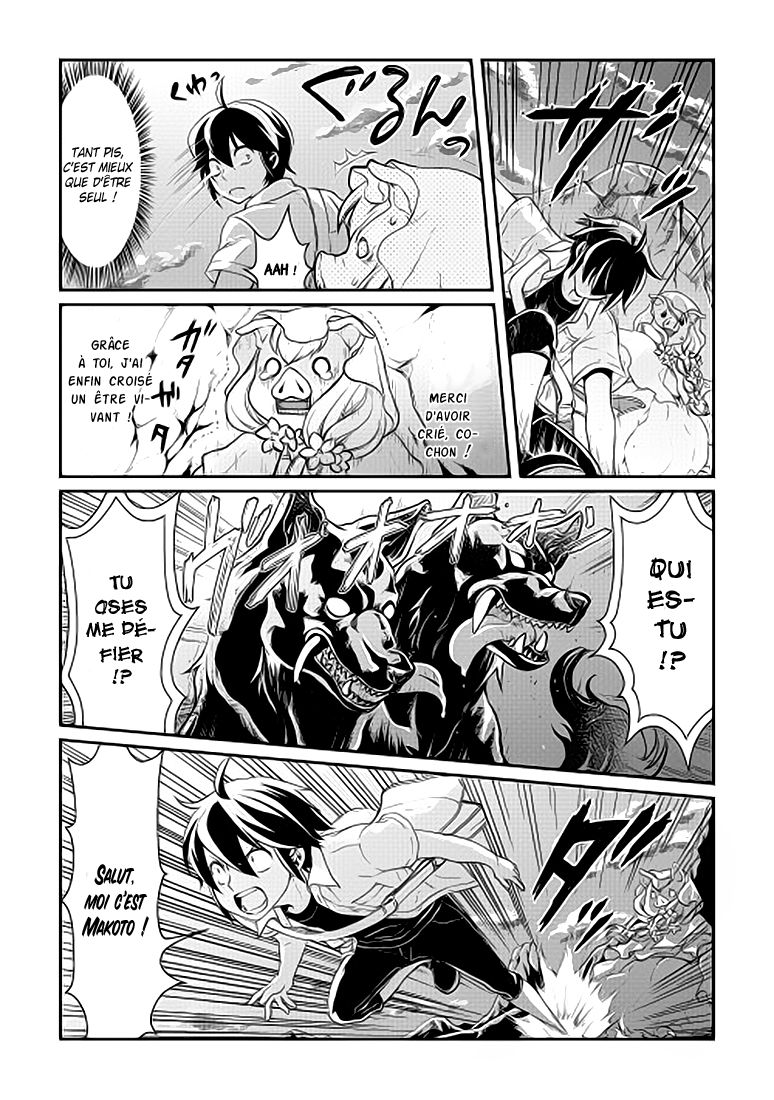 ザッ
ぐるんっ
くわっ
AAH !
TANT PIS,
C'EST MIEUX
QUE D'ÊTRE
SEUL !
MERCI
D'AVOIR
CRIÉ, CO-
CHON !
GRÂCE
À TOI, J'AI
ENFIN CROISÉ
UN ÊTRE VI-
VANT !
ガタ
ガタ
QUI
ES-
TU !?
TU
OSES
ME DÉ-
FIER
!?
SALUT,
MOI C'EST
MAKOTO !
ダッ